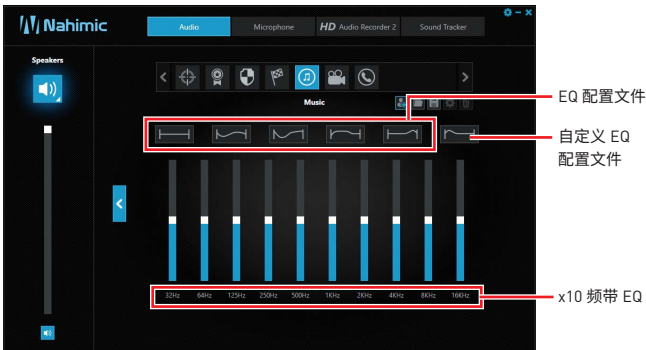 Nahimic
Audio
Microphone
HD Audio Recorder 2
Sound Tracker
Speakers
Music
EQ 配置文件
自定义 EQ
配置文件
32Hz 64Hz 125Hz 250Hz 500Hz 1KHz 2KHz 4KHz 8KHz 16KHz
x10 频带 EQ